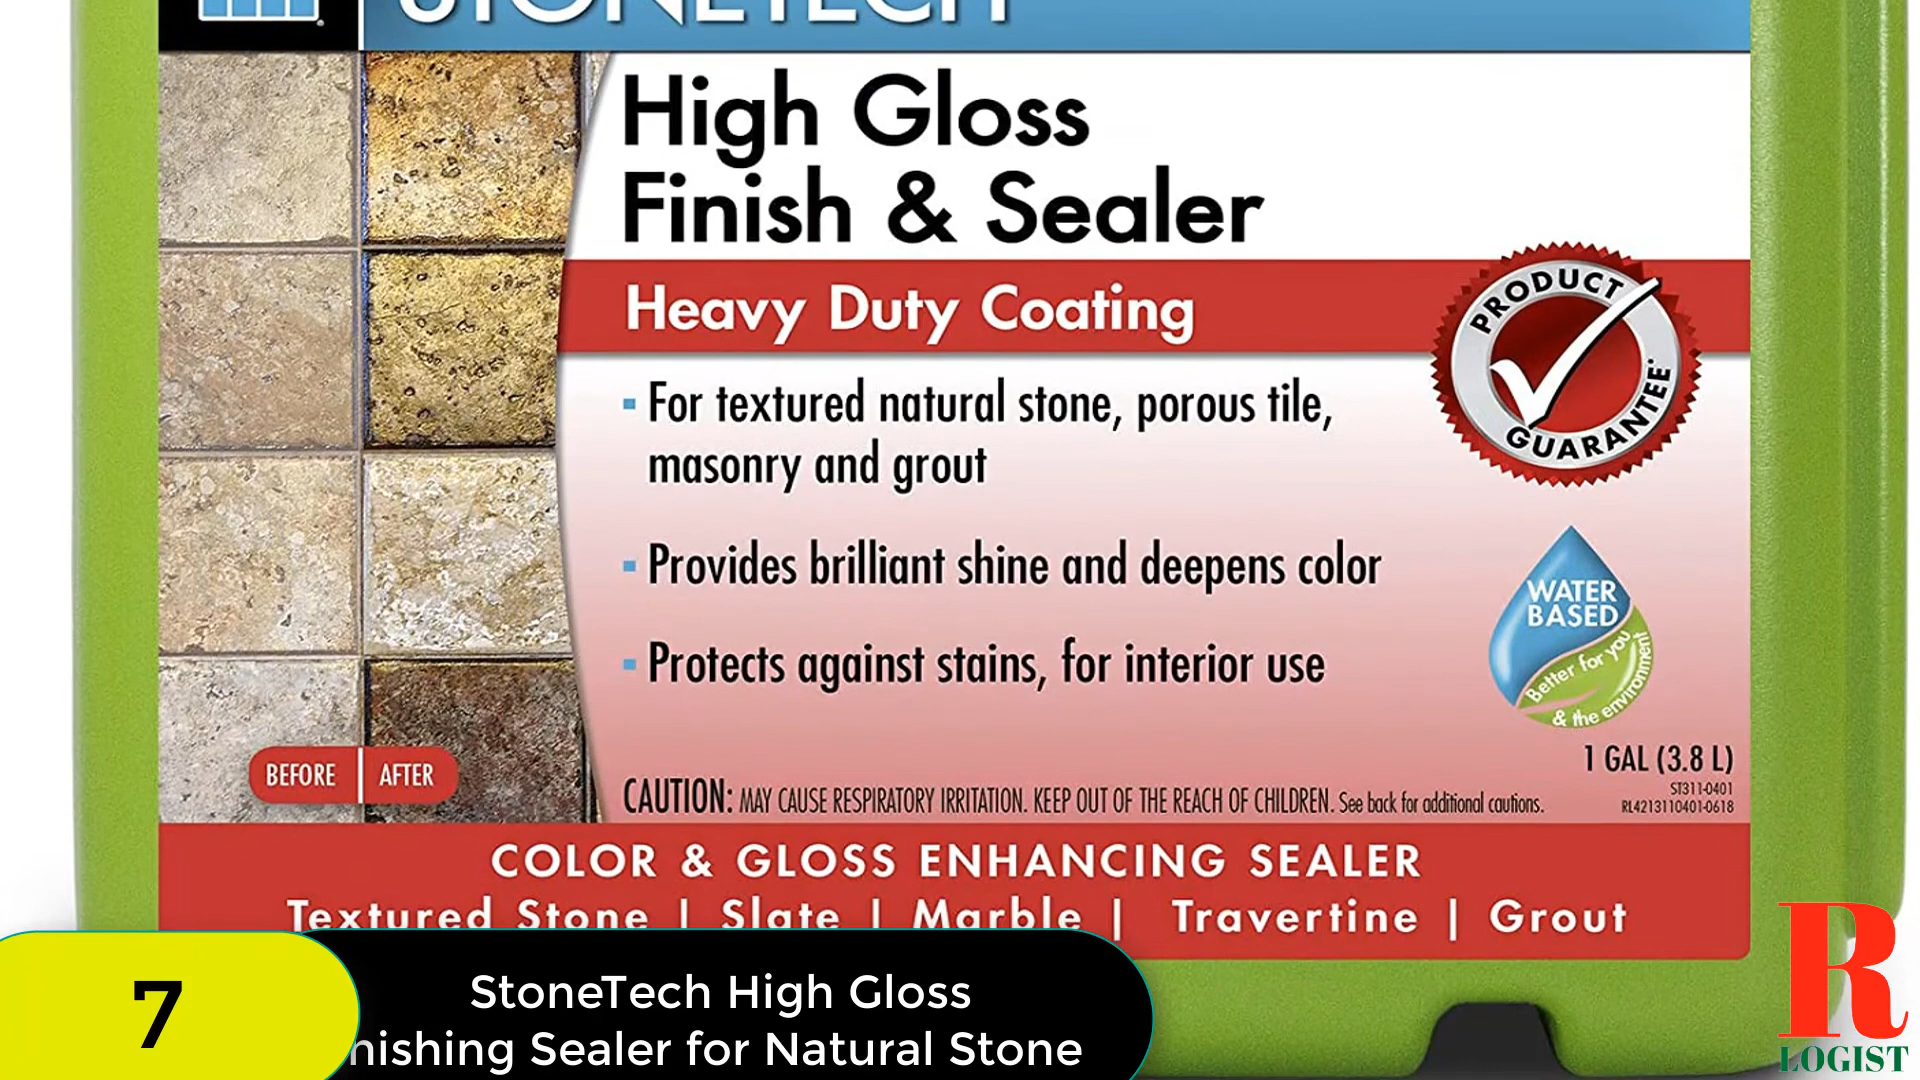 STONETECH
High Gloss
Finish & Sealer
Heavy Duty Coating
PRODUCT
GUARANTEE*
For textured natural stone, porous tile,
masonry and grout
Provides brilliant shine and deepens color
Protects against stains, for interior use
WATER
BASED
Better for you
& the environment
BEFORE
AFTER
1 GAL (3.8 L)
ST311-0401
RL4213110401-0618
CAUTION: MAY CAUSE RESPIRATORY IRRITATION. KEEP OUT OF THE REACH OF CHILDREN. See back for additional cautions.
COLOR & GLOSS ENHANCING SEALER
Textured Stone | Slate | Marble | Travertine | Grout
7
StoneTech High Gloss
nishing Sealer for Natural Stone
R
LOGIST